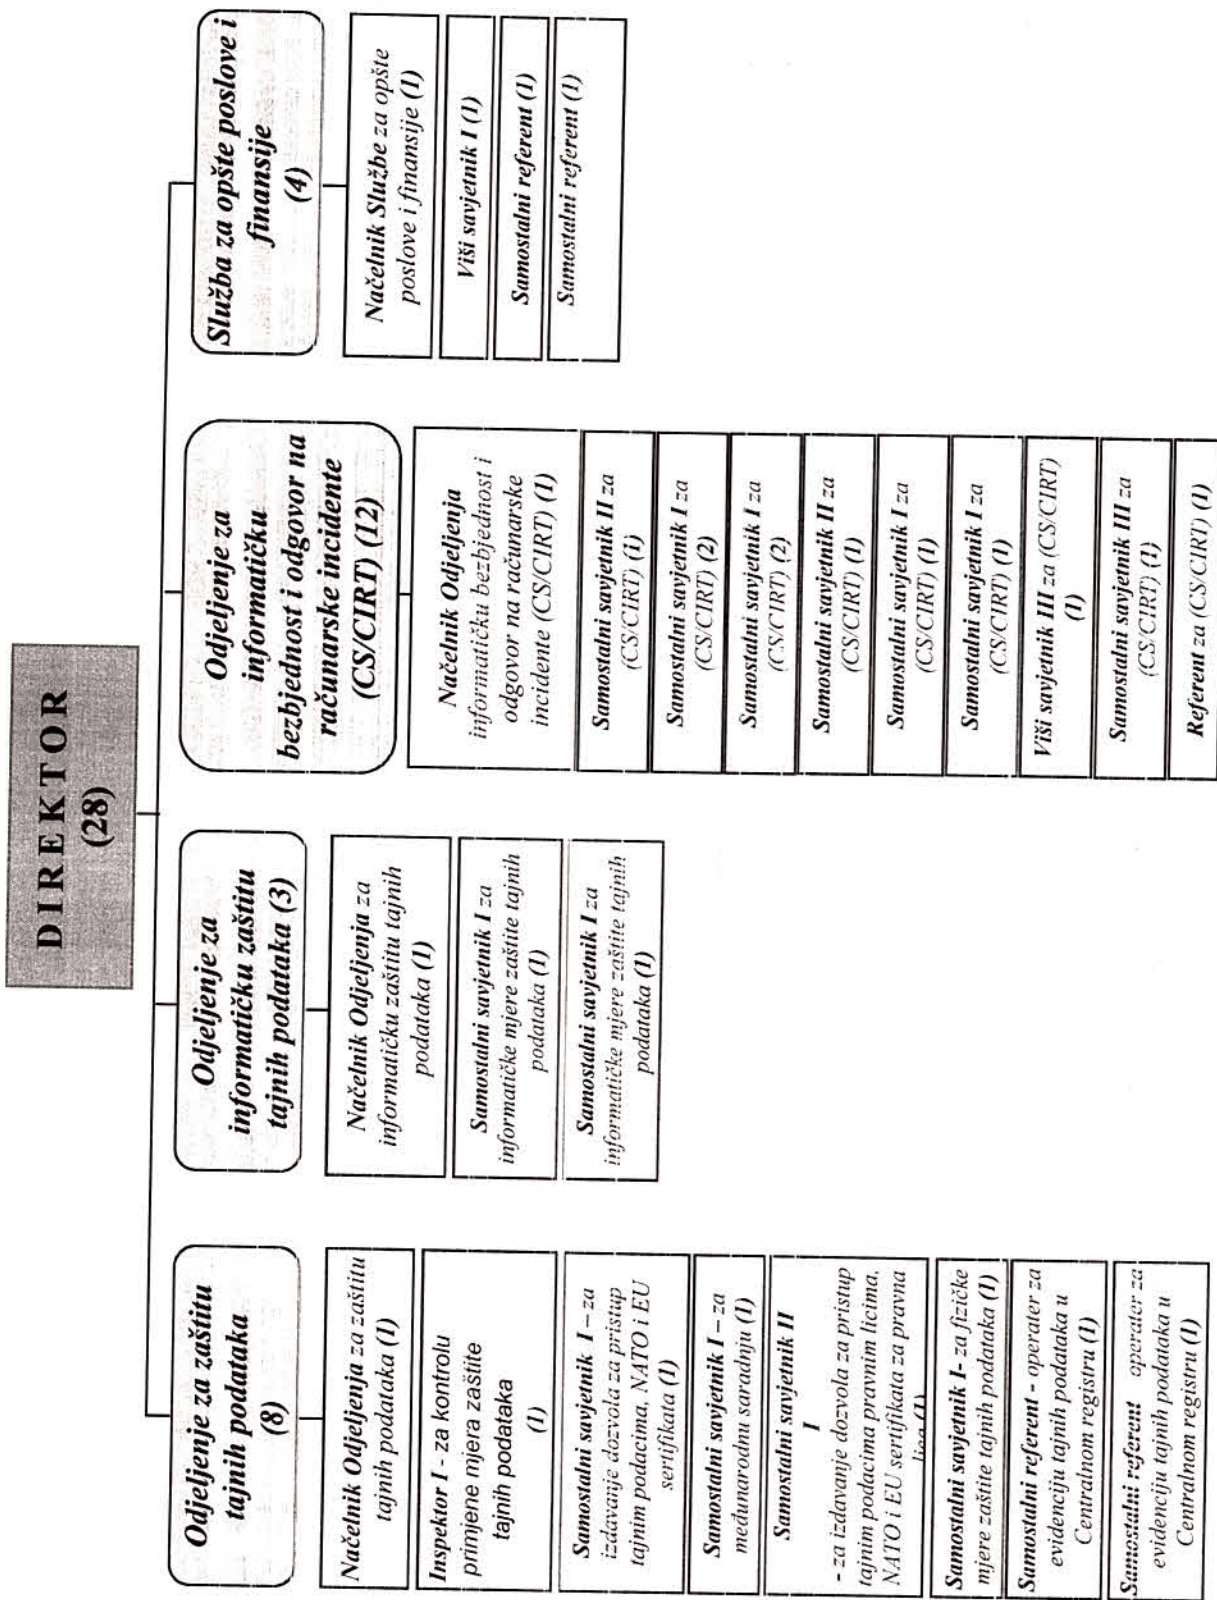 DIREKTOR
(28)
Odjeljenje za zaštitu
tajnih podataka
(8)
Načelnik Odjeljenja za zaštitu
tajnih podataka (1)
Inspektor I - za kontrolu
primjene mjera zaštite
tajnih podataka
(1)
Samostalni savjetnik I – za
izdavanje dozvola za pristup
tajnim podacima, NATO i EU
sertifikata (1)
Samostalni savjetnik I – za
međunarodnu saradnju (1)
Samostalni savjetnik II
I
- za izdavanje dozvola za pristup
tajnim podacima pravnim licima,
NATO i EU sertifikata za pravna
(1)
Samostalni savjetnik I- za fizičke
mjere zaštite tajnih podataka (1)
Samostalni referent - operater za
evidenciju tajnih podataka u
Centralnom registru (1)
Samostalni referent operater za
evidenciju tajnih podataka u
Centralnom registru (1)
Odjeljenje za
informatičku zaštitu
tajnih podataka (3)
Načelnik Odjeljenja za
informatičku zaštitu tajnih
podataka (1)
Samostalni savjetnik I za
informatičke mjere zaštite tajnih
podataka (1)
Samostalni savjetnik I za
informatičke mjere zaštite tajnih
podataka (1)
Odjeljenje za
informatičku
bezbjednost i odgovor na
računarske incidente
(CS/CIRT) (12)
Načelnik Odjeljenja
informatičku bezbjednost i
odgovor na računarske
incidente (CS/CIRT) (1)
Samostalni savjetnik II za
(CS/CIRT) (1)
Samostalni savjetnik I za
(CS/CIRT) (2)
Samostalni savjetnik I za
(CS/CIRT) (2)
Samostalni savjetnik II za
(CS/CIRT) (1)
Samostalni savjetnik I za
(CS/CIRT) (1)
Samostalni savjetnik I za
(CS/CIRT) (1)
Viši savjetnik III za (CS/CIRT)
(1)
Samostalni savjetnik III za
(CS/CIRT) (1)
Referent za (CS/CIRT) (1)
Služba za opšte poslove i
finansije
(4)
Načelnik Službe za opšte
poslove i finansije (1)
Viši savjetnik I (1)
Samostalni referent (1)
Samostalni referent (1)